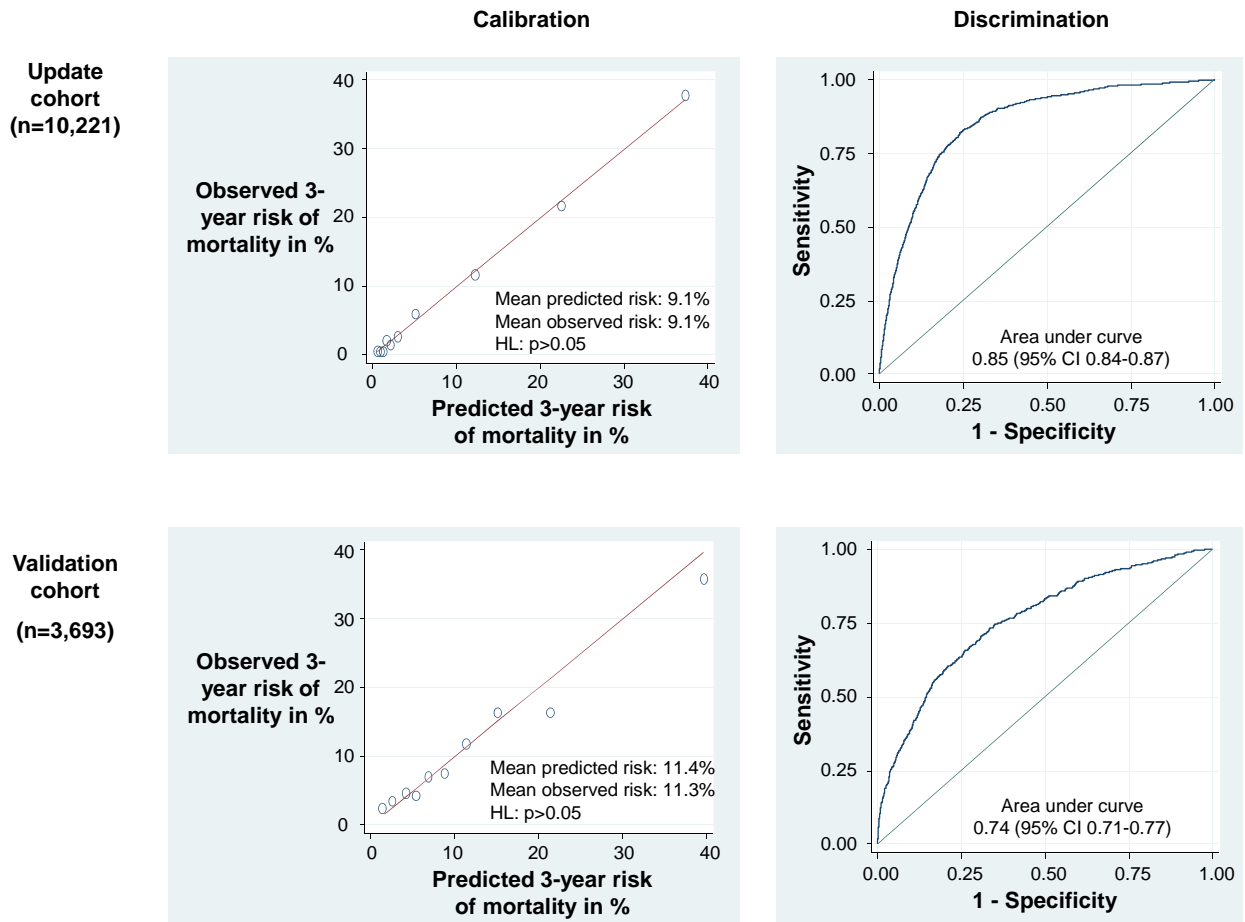 Calibration
Discrimination
Update
cohort
(n=10,221)
40
30
20
10
0
Observed 3-
year risk of
mortality in %
Mean predicted risk: 9.1%
Mean observed risk: 9.1%
HL: p>0.05
0 10 20 30 40
Predicted 3-year risk
of mortality in %
1.00
0.75
0.50
0.25
0.00
Sensitivity
Area under curve
0.85 (95% CI 0.84-0.87)
0.00 0.25 0.50 0.75 1.00
1 - Specificity
Validation
cohort
(n=3,693)
40
30
20
10
0
Observed 3-
year risk of
mortality in %
Mean predicted risk: 11.4%
Mean observed risk: 11.3%
HL: p>0.05
0 10 20 30 40
Predicted 3-year risk
of mortality in %
1.00
0.75
0.50
0.25
0.00
Sensitivity
Area under curve
0.74 (95% CI 0.71-0.77)
0.00 0.25 0.50 0.75 1.00
1 - Specificity